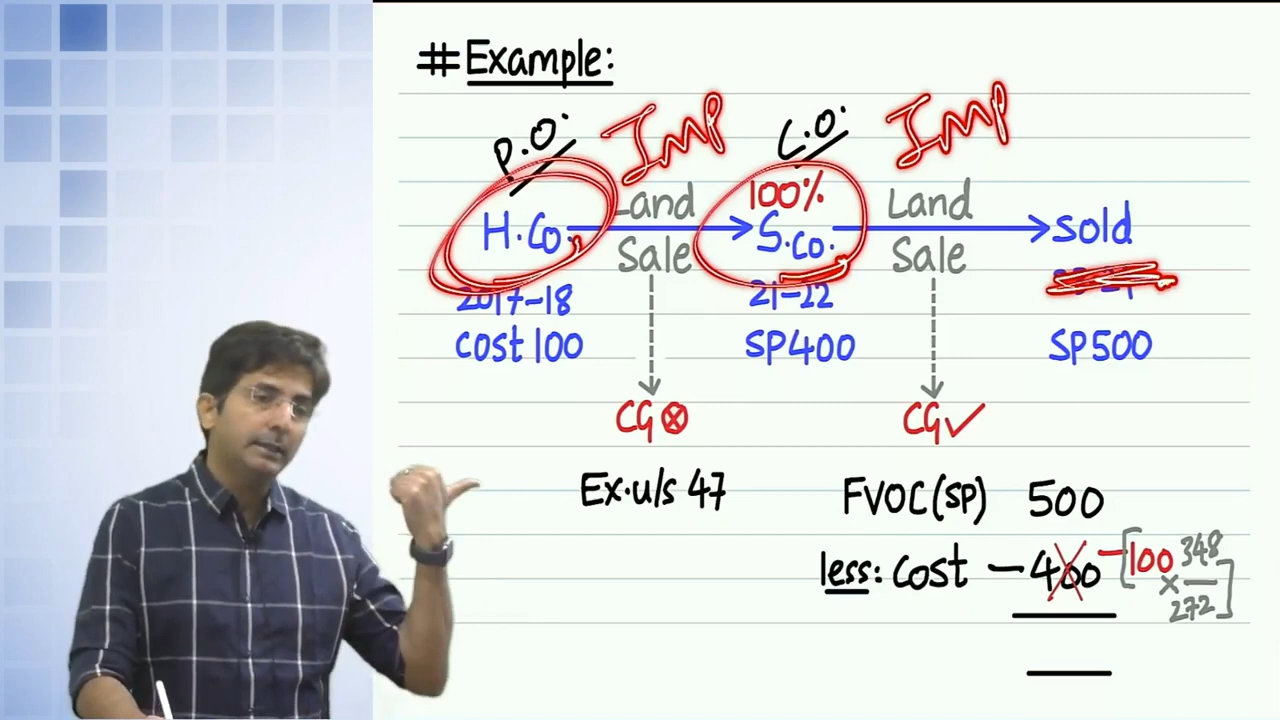 # Example:
P.O. Imp C.O. Imp
100%
H.Co. Land Sale S.Co. Land Sale Sold
2017-18 21-22
Cost 100 SP400 SP500
CG⊗ CG✓
Ex.u/s 47 FVOC(SP) 500
less: Cost - 400 - [100 × 348/272]